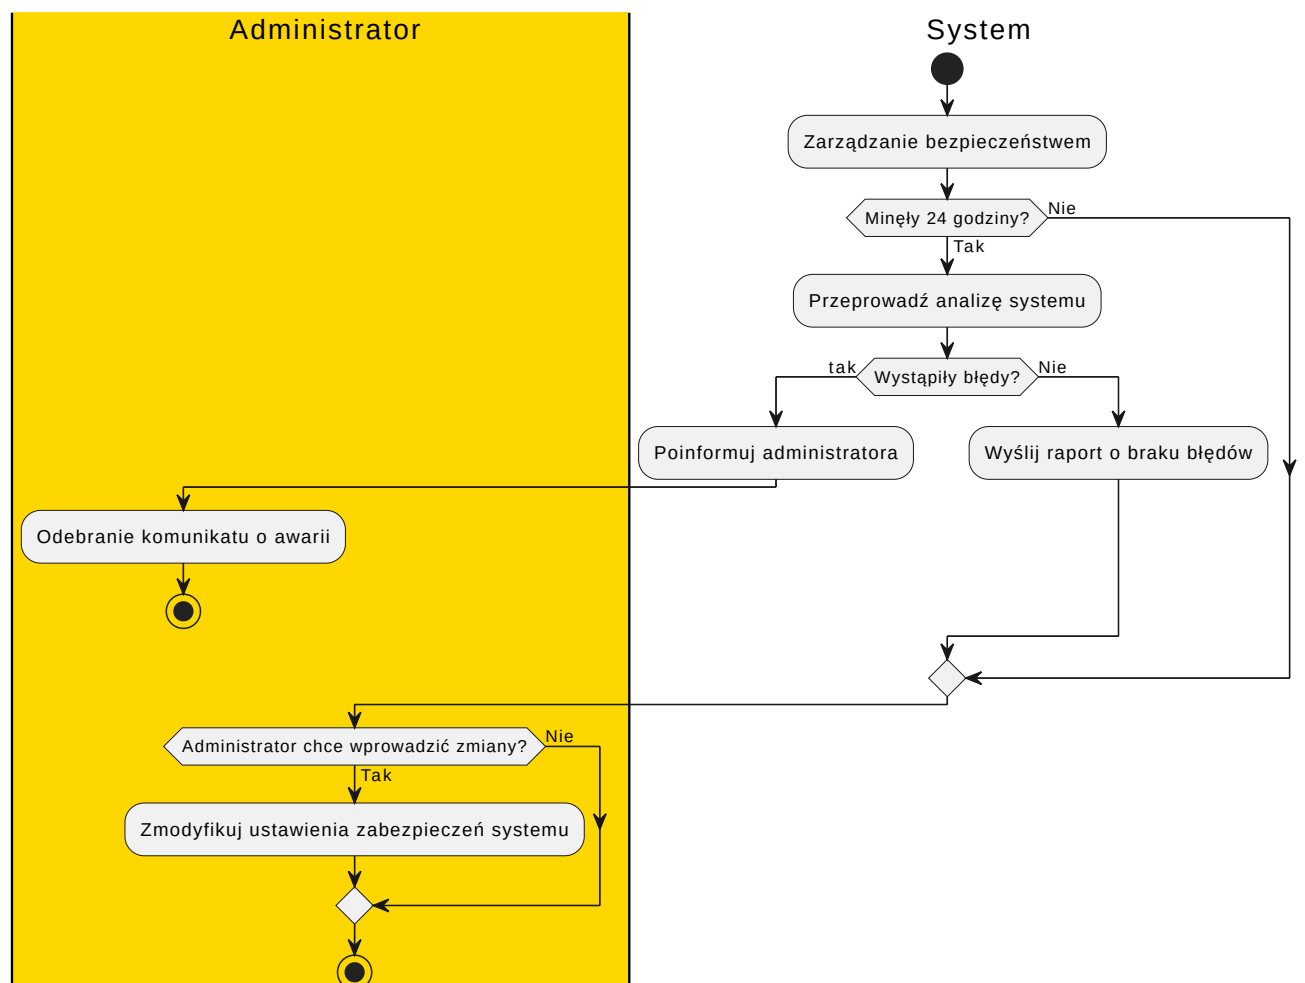 Administrator
System
Zarządzanie bezpieczeństwem
Minęły 24 godziny?
Nie
Tak
Przeprowadź analizę systemu
tak
Wystąpiły błędy?
Nie
Poinformuj administratora
Wyślij raport o braku błędów
Odebranie komunikatu o awarii
Administrator chce wprowadzić zmiany?
Nie
Tak
Zmodyfikuj ustawienia zabezpieczeń systemu